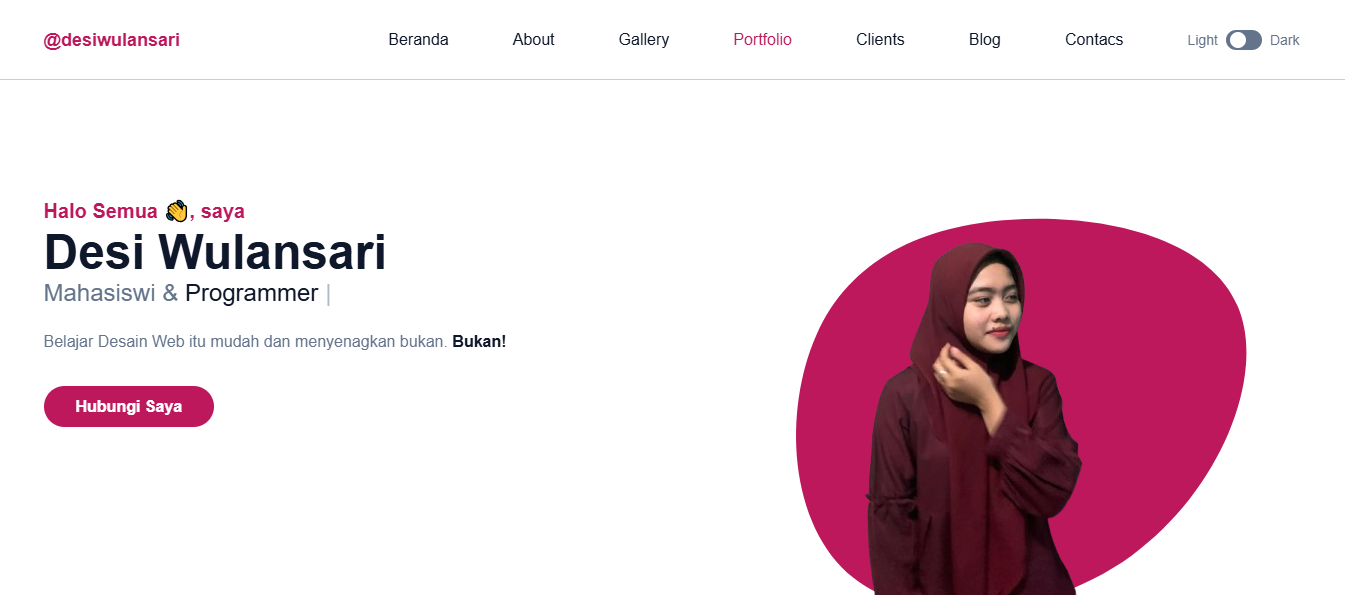 @desiwulansari Beranda About Gallery Portfolio Clients Blog Contacs Light Dark
Halo Semua 👋, saya
Desi Wulansari
Mahasiswi & Programmer |
Belajar Desain Web itu mudah dan menyenagkan bukan. Bukan!
Hubungi Saya